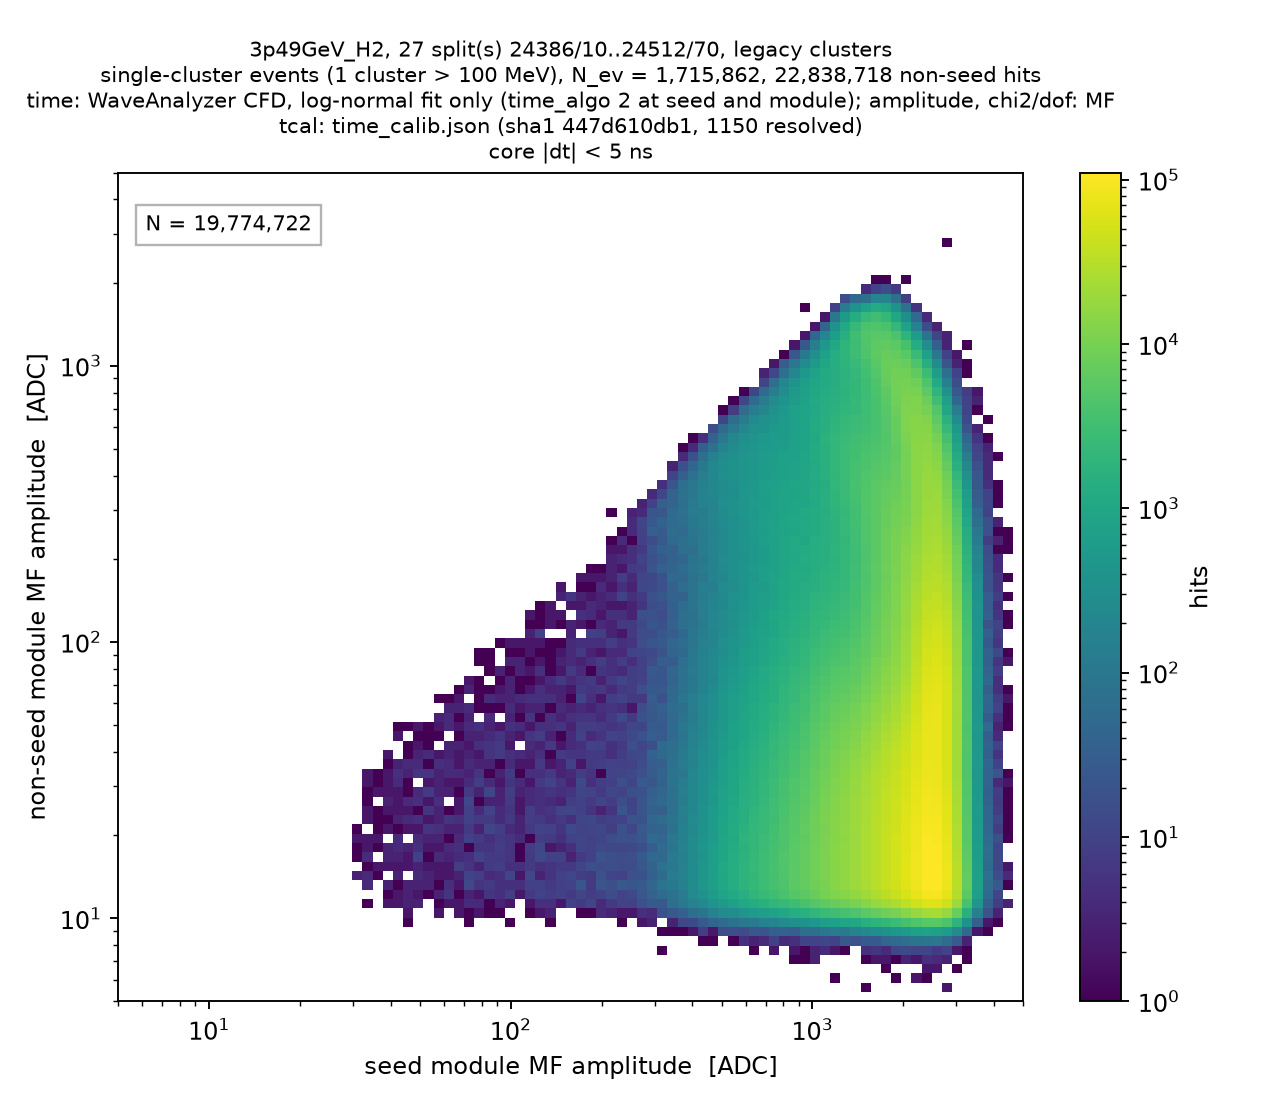 3p49GeV_H2, 27 split(s) 24386/10..24512/70, legacy clusters
single-cluster events (1 cluster > 100 MeV), N_ev = 1,715,862, 22,838,718 non-seed hits
time: WaveAnalyzer CFD, log-normal fit only (time_algo 2 at seed and module); amplitude, chi2/dof: MF
tcal: time_calib.json (sha1 447d610db1, 1150 resolved)
core |dt| < 5 ns
N = 19,774,722
non-seed module MF amplitude [ADC]
10³
10²
10¹
10¹
10²
10³
seed module MF amplitude [ADC]
10⁵
10⁴
10³
10²
10¹
10⁰
hits